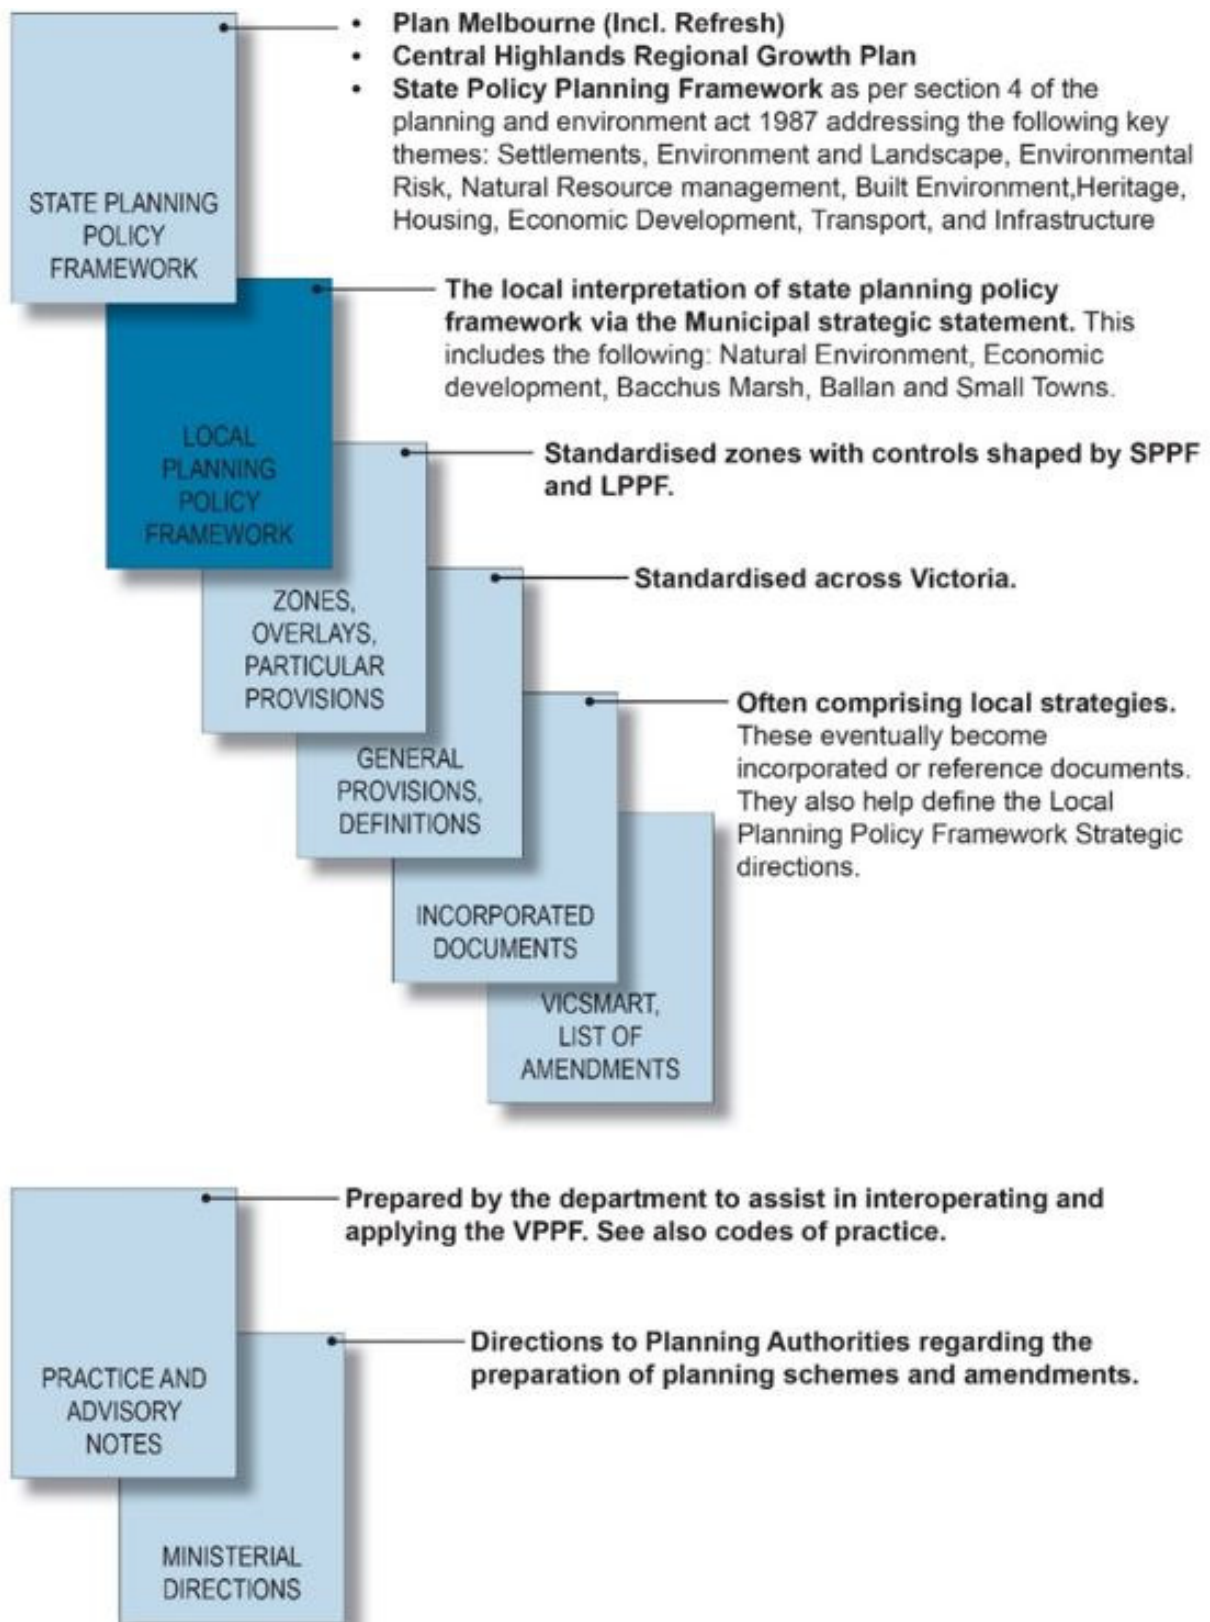 • Plan Melbourne (Incl. Refresh)
• Central Highlands Regional Growth Plan
• State Policy Planning Framework as per section 4 of the
planning and environment act 1987 addressing the following key
themes: Settlements, Environment and Landscape, Environmental
Risk, Natural Resource management, Built Environment,Heritage,
Housing, Economic Development, Transport, and Infrastructure
STATE PLANNING
POLICY
FRAMEWORK
The local interpretation of state planning policy
framework via the Municipal strategic statement. This
includes the following: Natural Environment, Economic
development, Bacchus Marsh, Ballan and Small Towns.
LOCAL
PLANNING
POLICY
FRAMEWORK
Standardised zones with controls shaped by SPPF
and LPPF.
ZONES,
OVERLAYS,
PARTICULAR
PROVISIONS
Standardised across Victoria.
GENERAL
PROVISIONS,
DEFINITIONS
Often comprising local strategies.
These eventually become
incorporated or reference documents.
They also help define the Local
Planning Policy Framework Strategic
directions.
INCORPORATED
DOCUMENTS
VICSMART,
LIST OF
AMENDMENTS
Prepared by the department to assist in interoperating and
applying the VPPF. See also codes of practice.
PRACTICE AND
ADVISORY
NOTES
Directions to Planning Authorities regarding the
preparation of planning schemes and amendments.
MINISTERIAL
DIRECTIONS